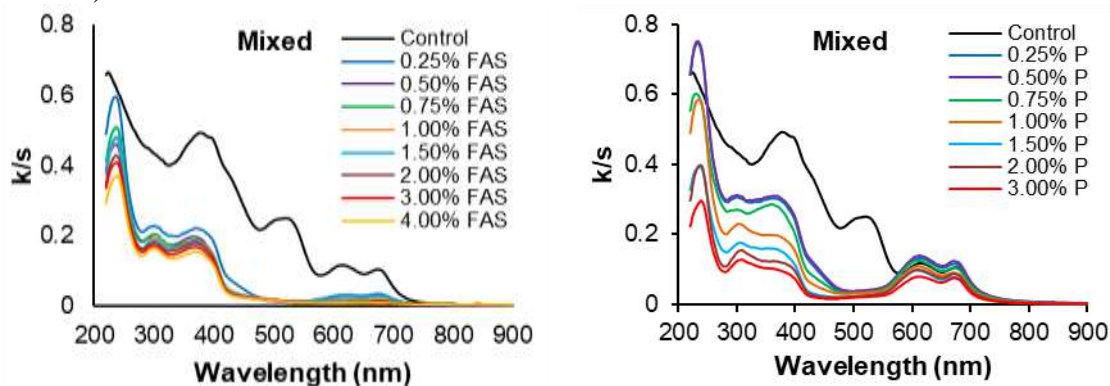 Mixed
k/s
0.8
0.6
0.4
0.2
0
200 300 400 500 600 700 800 900
Wavelength (nm)
Control
0.25% FAS
0.50% FAS
0.75% FAS
1.00% FAS
1.50% FAS
2.00% FAS
3.00% FAS
4.00% FAS
Mixed
k/s
0.8
0.6
0.4
0.2
0
200 300 400 500 600 700 800 900
Wavelength (nm)
Control
0.25% P
0.50% P
0.75% P
1.00% P
1.50% P
2.00% P
3.00% P